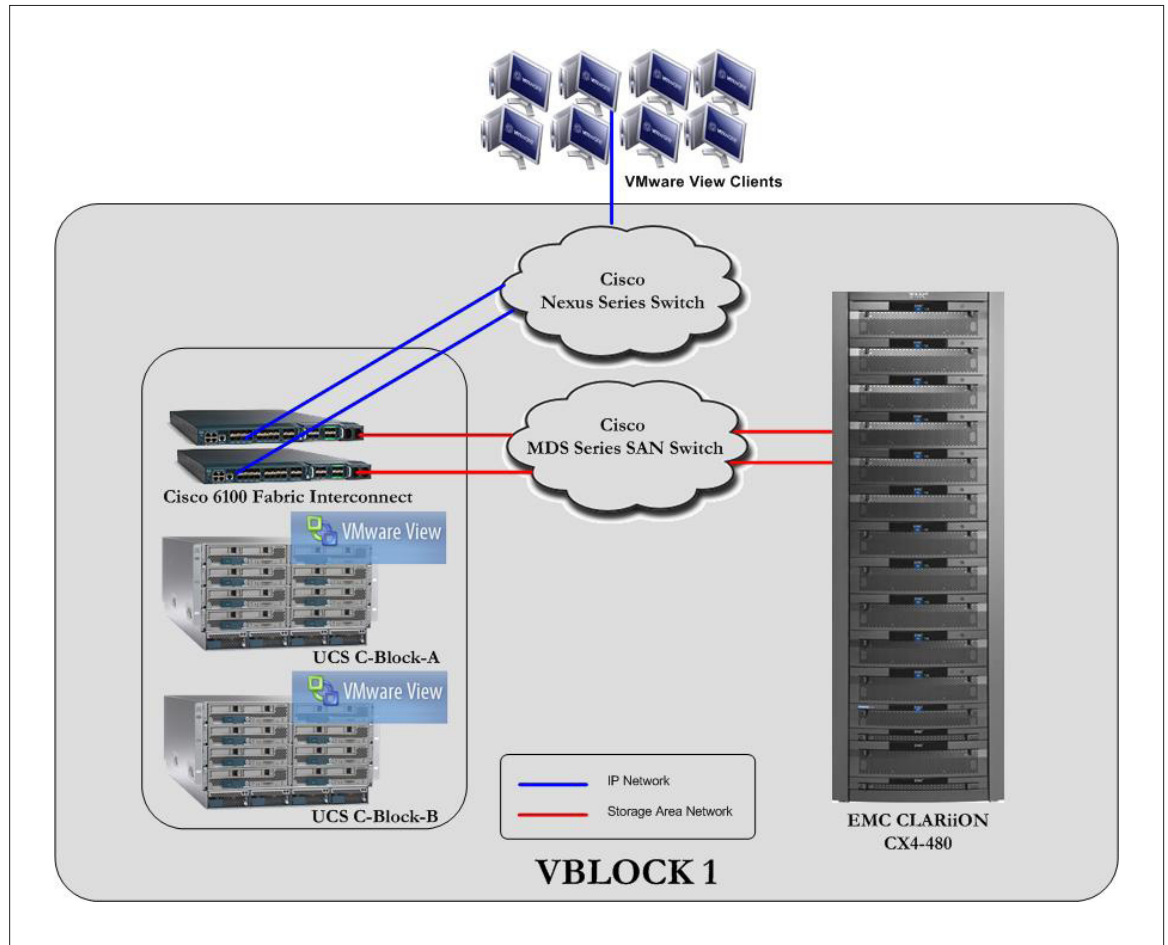 VMware View Clients
Cisco
Nexus Series Switch
Cisco
MDS Series SAN Switch
Cisco 6100 Fabric Interconnect
VMware View
UCS C-Block-A
VMware View
UCS C-Block-B
IP Network
Storage Area Network
EMC CLARiiON
CX4-480
VBLOCK 1